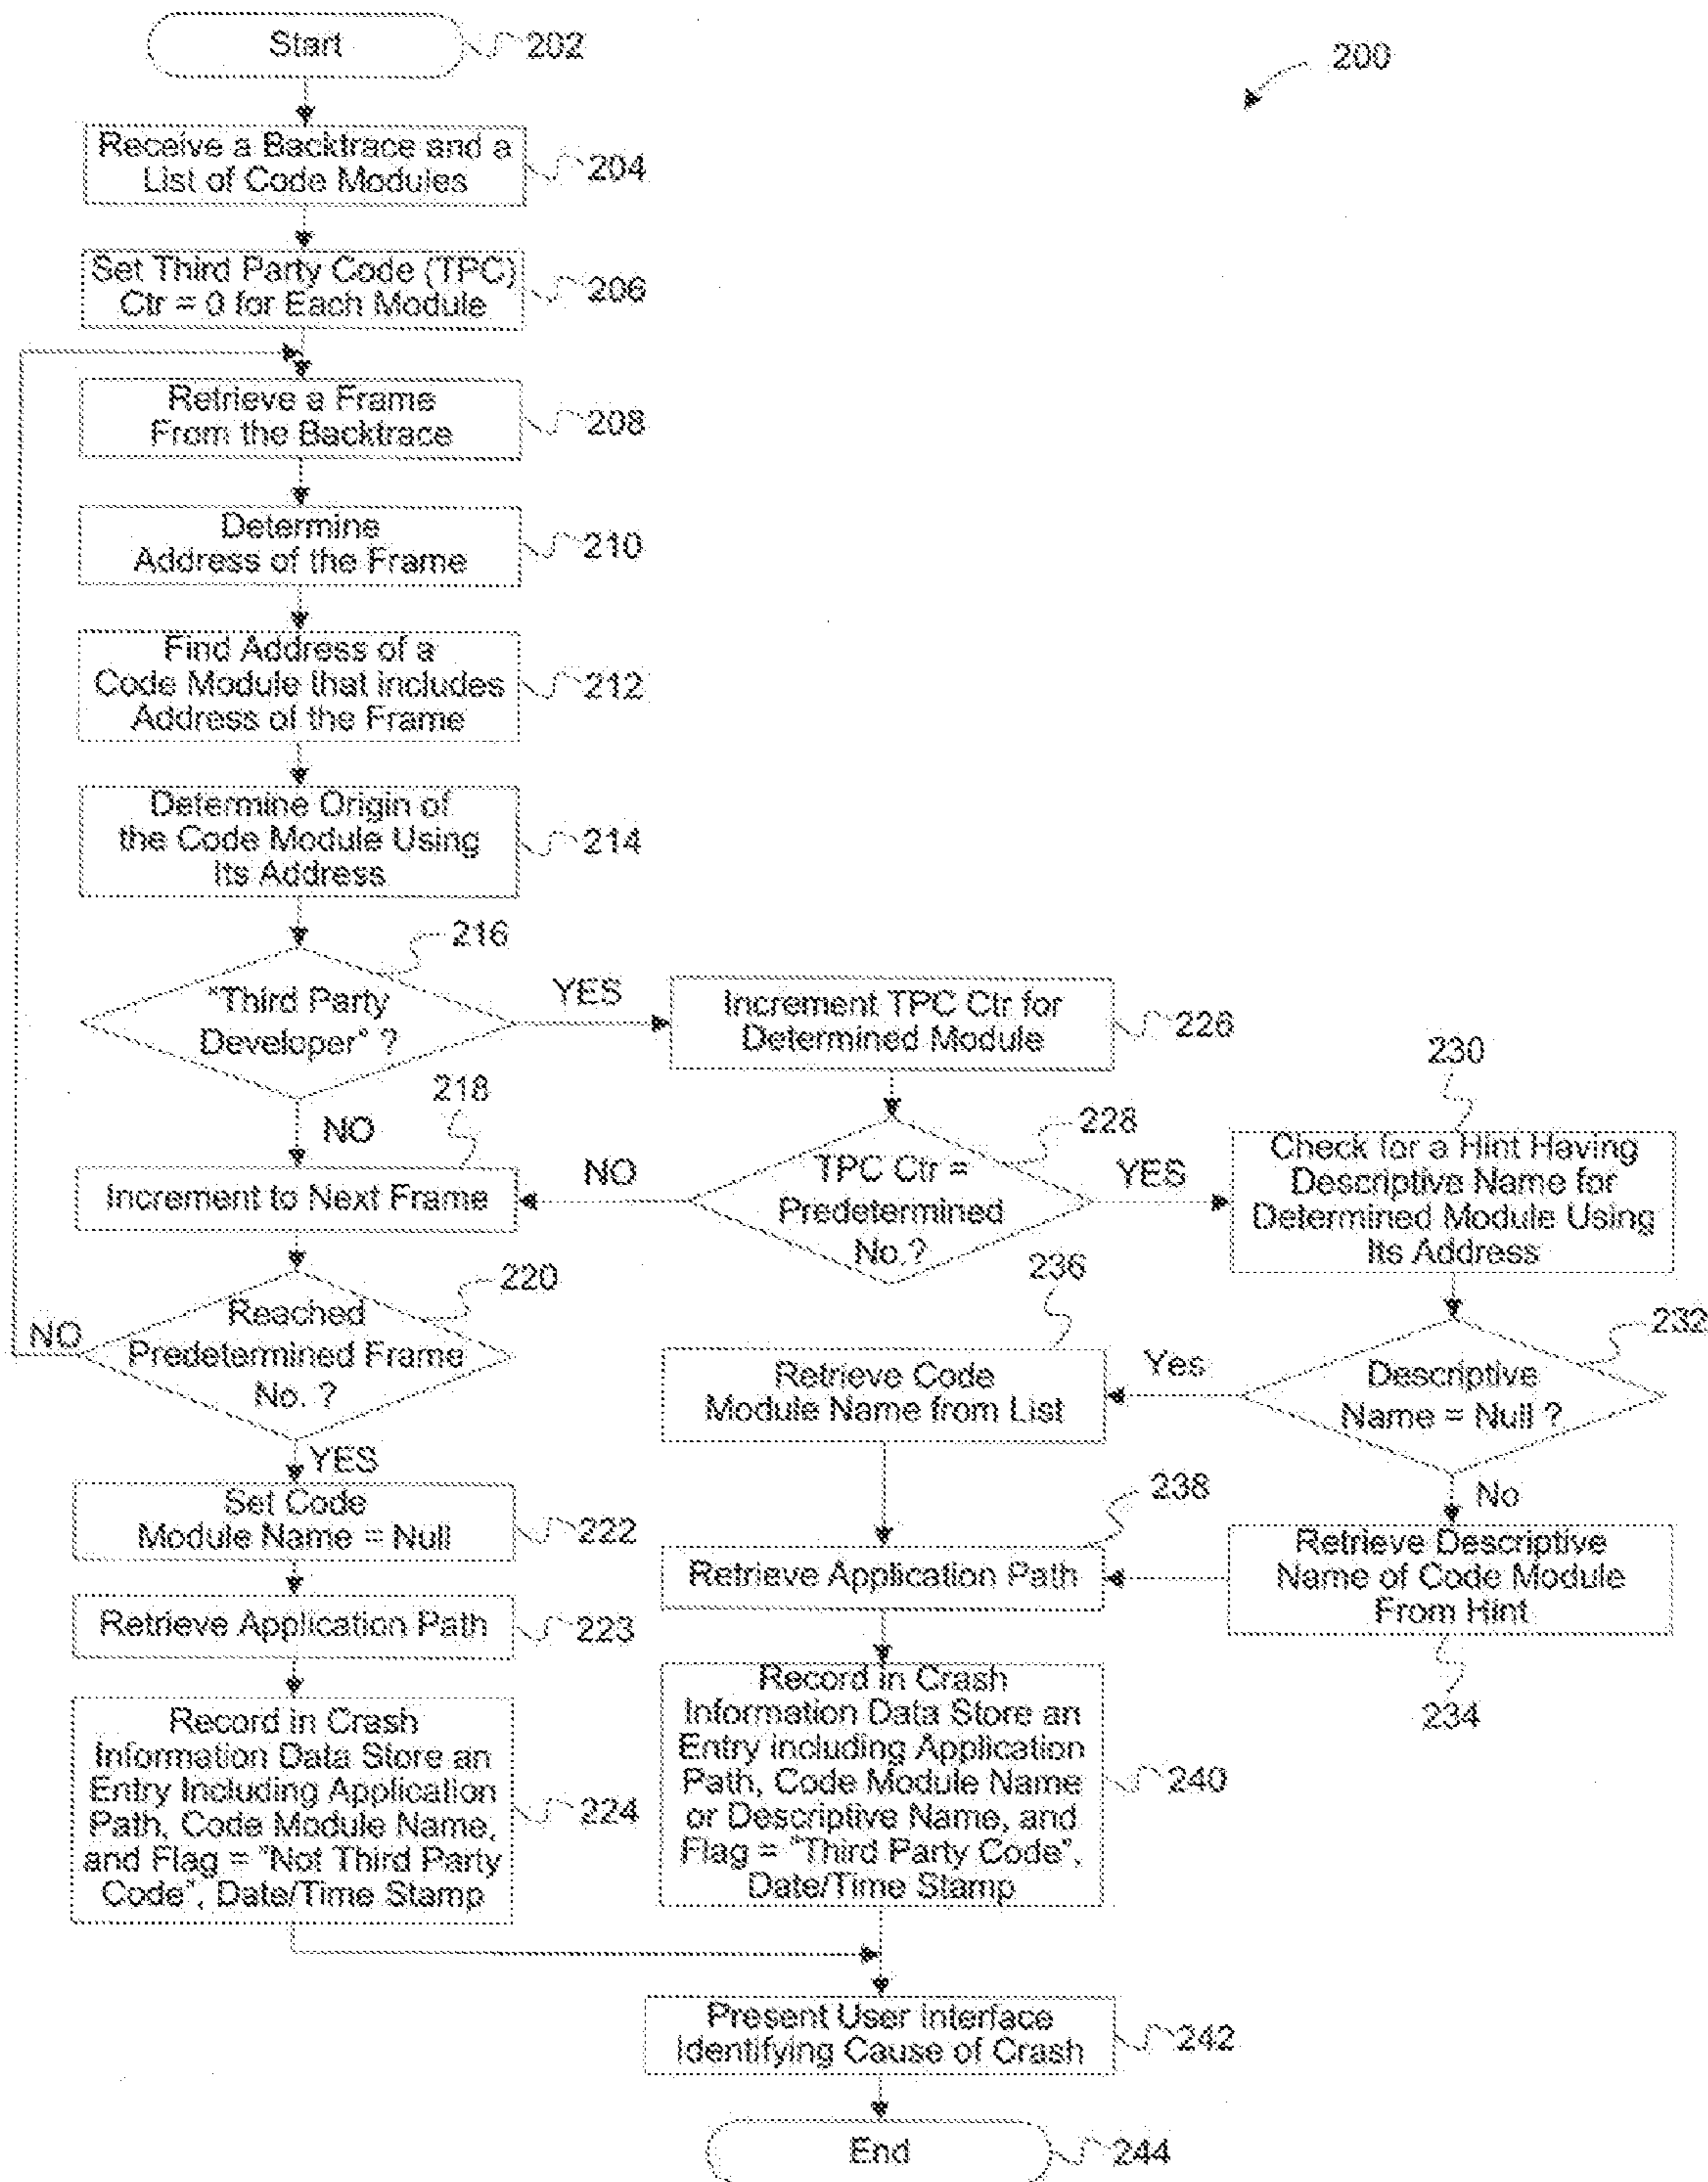 Start
202
200
Receive a Backtrace and a
List of Code Modules
204
Set Third Party Code (TPC)
Ctr = 0 for Each Module
206
Retrieve a Frame
From the Backtrace
208
Determine
Address of the Frame
210
Find Address of a
Code Module that includes
Address of the Frame
212
Determine Origin of
the Code Module Using
Its Address
214
216
"Third Party
Developer" ?
YES
NO
Increment TPC Ctr for
Determined Module
226
218
Increment to Next Frame
228
TPC Ctr =
Predetermined
No.?
NO
YES
230
Check for a Hint Having
Descriptive Name for
Determined Module Using
Its Address
220
Reached
Predetermined Frame
No. ?
NO
YES
236
Retrieve Code
Module Name from List
232
Descriptive
Name = Null ?
Yes
No
Set Code
Module Name = Null
222
238
Retrieve Application Path
Retrieve Descriptive
Name of Code Module
From Hint
234
Retrieve Application Path
223
Record in Crash
Information Data Store an
Entry Including Application
Path, Code Module Name,
and Flag = "Not Third Party
Code", Date/Time Stamp
224
Record in Crash
Information Data Store an
Entry including Application
Path, Code Module Name
or Descriptive Name, and
Flag = "Third Party Code",
Date/Time Stamp
240
Present User Interface
Identifying Cause of Crash
242
End
244